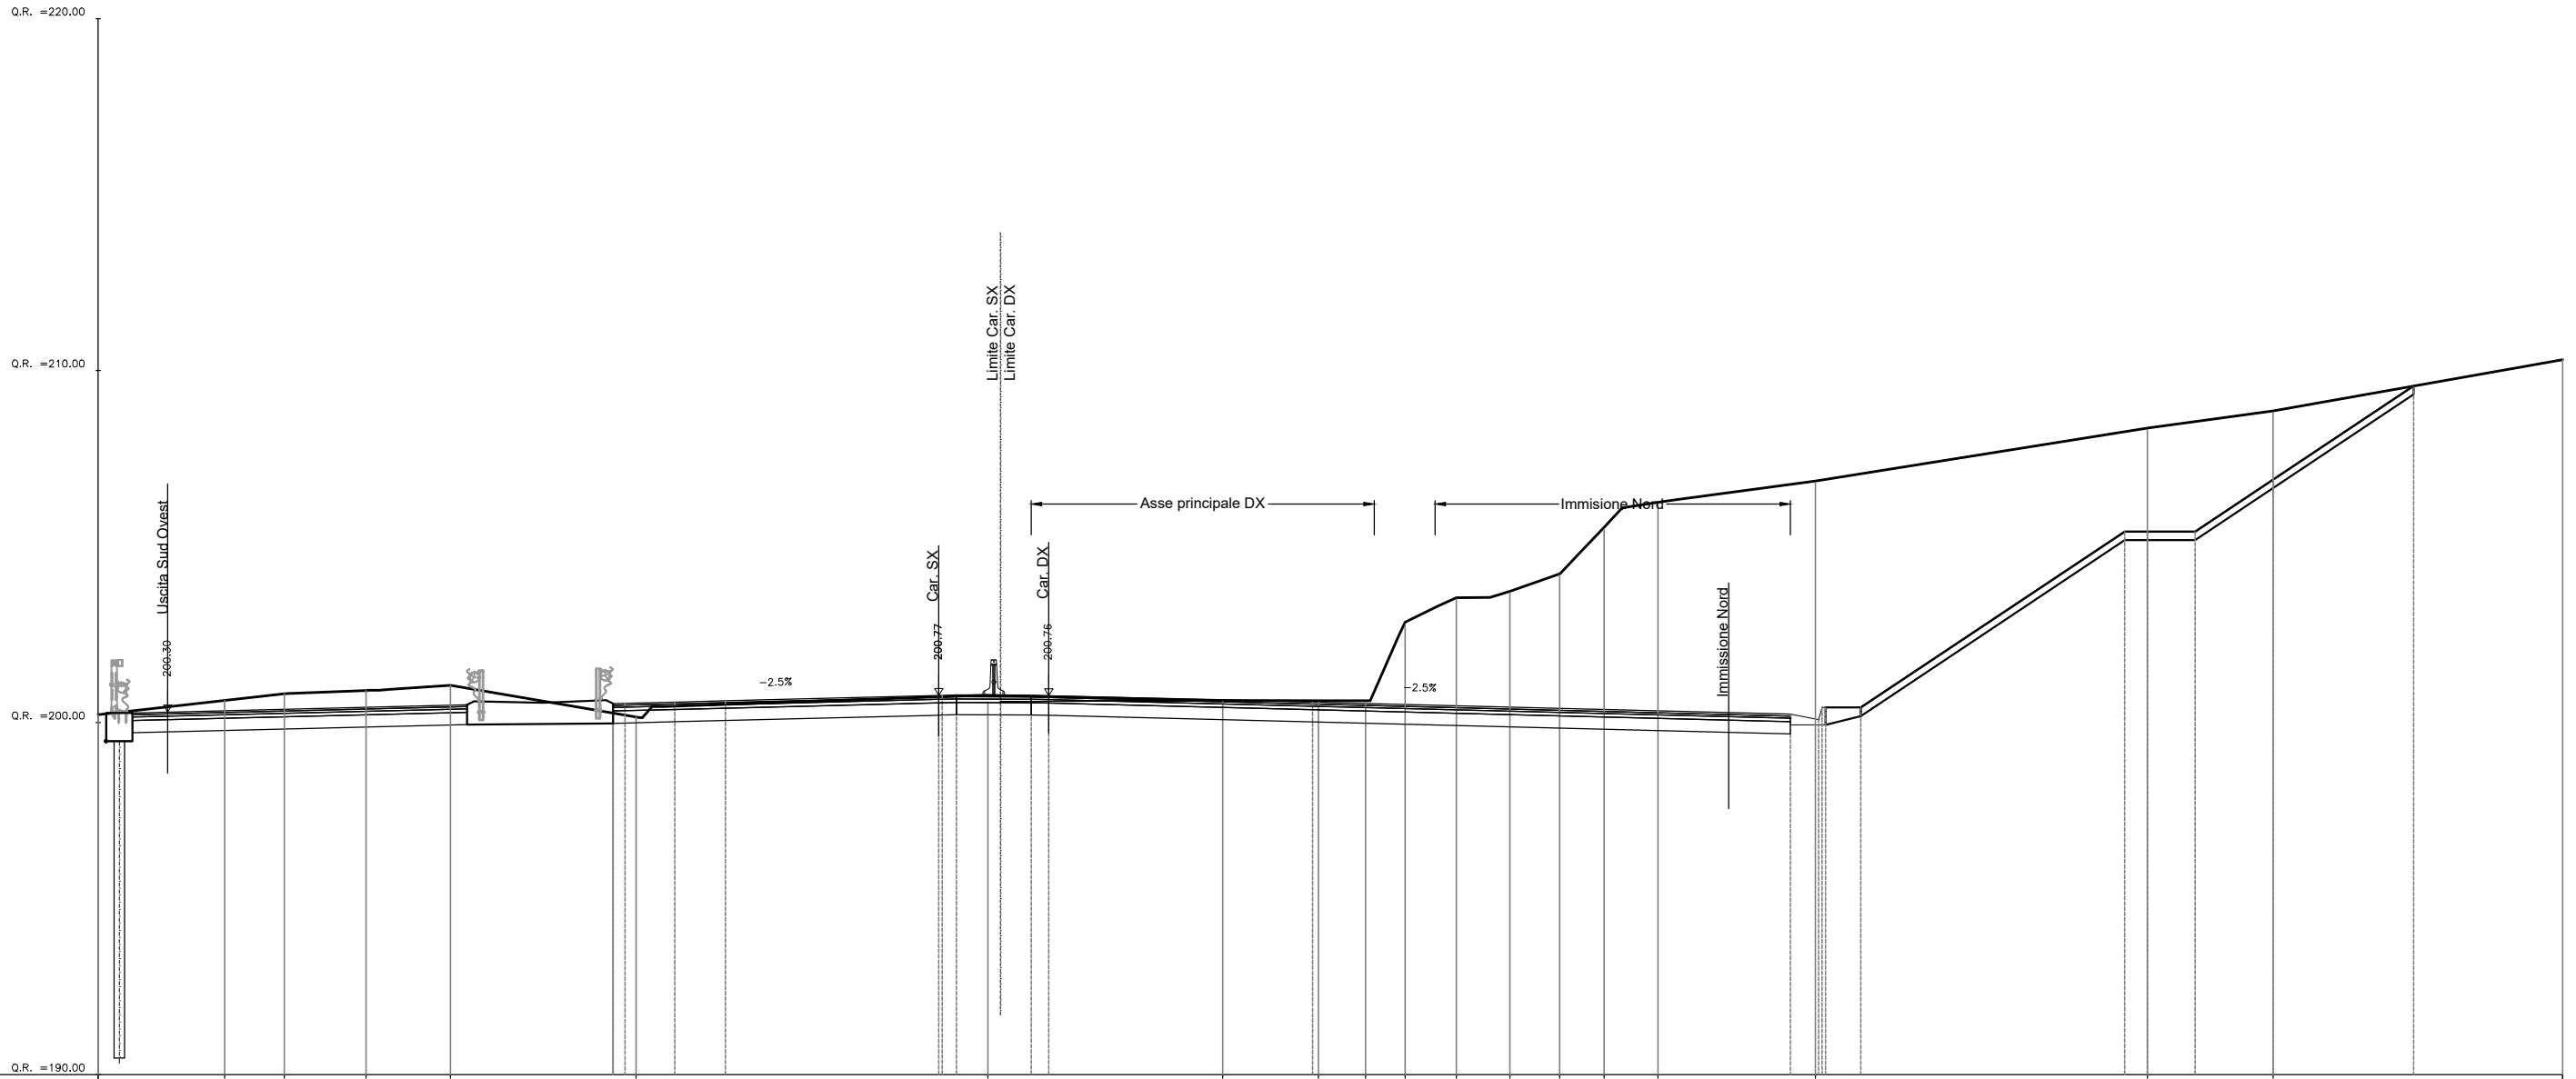 Q.R. =220.00
Limite Car. SX
Limite Car. DX
Q.R. =210.00
Uscita Sud Ovest
200.30
Car. SX
200.77
Car. DX
200.76
Asse principale DX
Immisione Nord
Immissione Nord
-2.5%
-2.5%
Q.R. =200.00
Q.R. =190.00